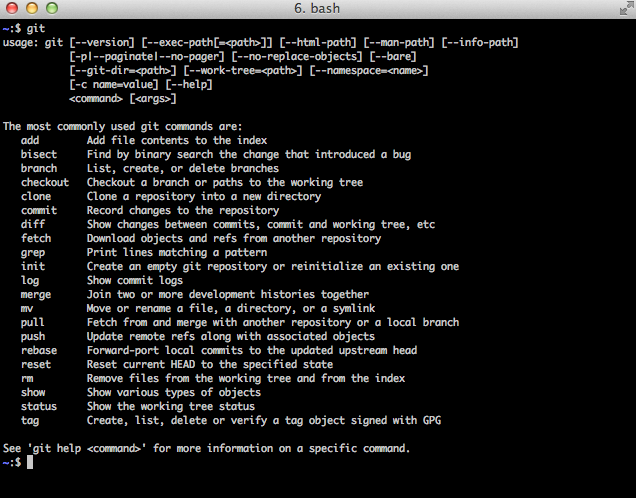 6. bash
~:$ git
usage: git [--version] [--exec-path[=<path>]] [--html-path] [--man-path] [--info-path]
[-p|--paginate|--no-pager] [--no-replace-objects] [--bare]
[--git-dir=<path>] [--work-tree=<path>] [--namespace=<name>]
[-c name=value] [--help]
<command> [<args>]
The most commonly used git commands are:
add Add file contents to the index
bisect Find by binary search the change that introduced a bug
branch List, create, or delete branches
checkout Checkout a branch or paths to the working tree
clone Clone a repository into a new directory
commit Record changes to the repository
diff Show changes between commits, commit and working tree, etc
fetch Download objects and refs from another repository
grep Print lines matching a pattern
init Create an empty git repository or reinitialize an existing one
log Show commit logs
merge Join two or more development histories together
mv Move or rename a file, a directory, or a symlink
pull Fetch from and merge with another repository or a local branch
push Update remote refs along with associated objects
rebase Forward-port local commits to the updated upstream head
reset Reset current HEAD to the specified state
rm Remove files from the working tree and from the index
show Show various types of objects
status Show the working tree status
tag Create, list, delete or verify a tag object signed with GPG
See 'git help <command>' for more information on a specific command.
~:$